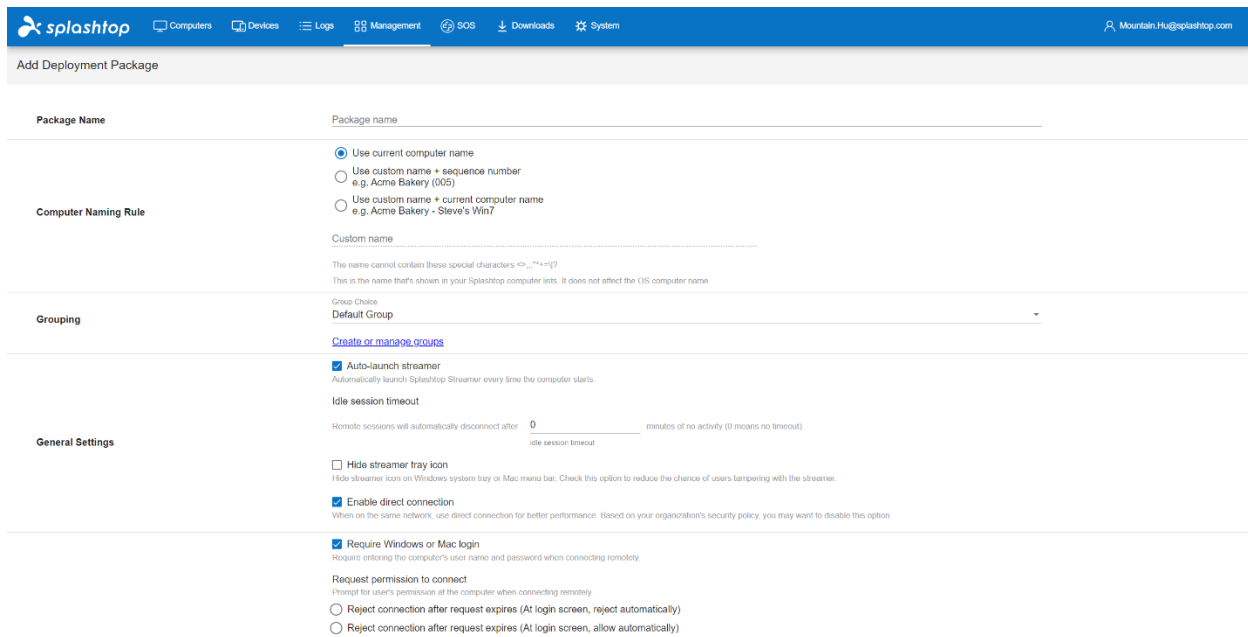 splashtop Computers Devices Logs Management SOS Downloads System Mountain.Hu@splashtop.com
Add Deployment Package
Package Name Package name
Use current computer name
Use custom name + sequence number
e.g. Acme Bakery (005)
Use custom name + current computer name
e.g. Acme Bakery - Steve's Win7
Computer Naming Rule
Custom name
The name cannot contain these special characters
This is the name that's shown in your Splashtop computer lists. It does not affect the OS computer name.
Group Choice
Grouping Default Group
Create or manage groups
Auto-launch streamer
Automatically launch Splashtop Streamer every time the computer starts.
Idle session timeout
Remote sessions will automatically disconnect after 0 minutes of no activity (0 means no timeout).
idle session timeout
General Settings
Hide streamer tray icon
Hide streamer icon on Windows system tray or Mac menu bar. Check this option to reduce the chance of users tampering with the streamer.
Enable direct connection
When on the same network, use direct connection for better performance. Based on your organization's security policy, you may want to disable this option.
Require Windows or Mac login
Require entering the computer's user name and password when connecting remotely.
Request permission to connect
Prompt for user's permission at the computer when connecting remotely
Reject connection after request expires (At login screen, reject automatically)
Reject connection after request expires (At login screen, allow automatically)